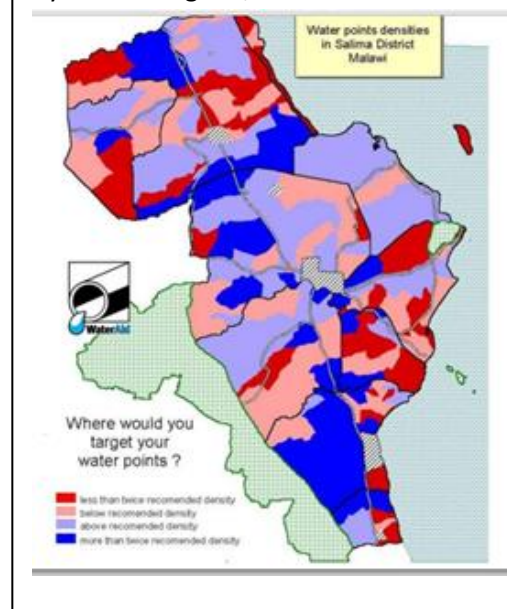 Water points densities
in Salima District
Malawi
WaterAid
Where would you
target your
water points ?
less than twice recomended density
below recomended density
above recomended density
more than twice recomended density